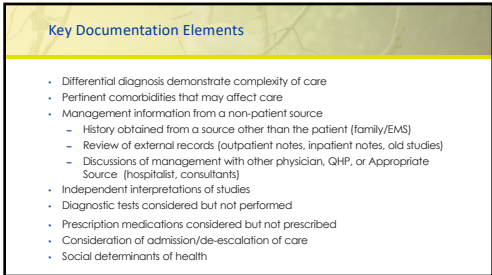 Key Documentation Elements
• Differential diagnosis demonstrate complexity of care
• Pertinent comorbidities that may affect care
• Management information from a non-patient source
– History obtained from a source other than the patient (family/EMS)
– Review of external records (outpatient notes, inpatient notes, old studies)
– Discussions of management with other physician, QHP, or Appropriate
Source (hospitalist, consultants)
• Independent interpretations of studies
• Diagnostic tests considered but not performed
• Prescription medications considered but not prescribed
• Consideration of admission/de-escalation of care
• Social determinants of health